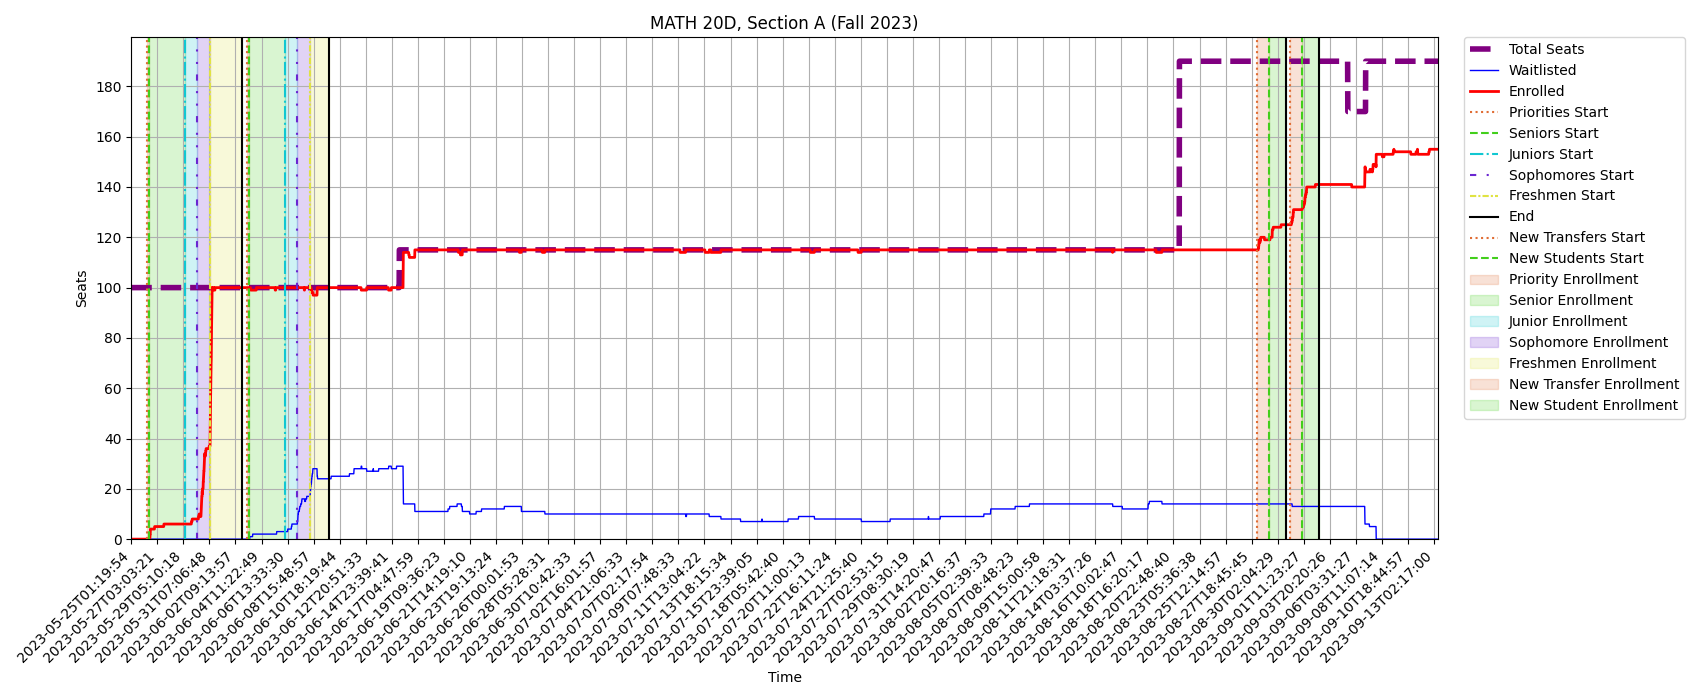 MATH 20D, Section A (Fall 2023)
Seats
180
160
140
120
100
80
60
40
20
0
2023-05-25T01:19:54
2023-05-27T03:03:21
2023-05-29T05:10:18
2023-05-31T07:06:48
2023-06-02T09:13:57
2023-06-04T11:22:49
2023-06-06T13:33:30
2023-06-08T15:48:57
2023-06-10T18:19:44
2023-06-12T20:51:33
2023-06-14T23:39:41
2023-06-17T04:47:59
2023-06-19T09:36:23
2023-06-21T14:19:10
2023-06-23T19:13:24
2023-06-26T00:01:53
2023-06-28T05:28:31
2023-06-30T10:42:33
2023-07-02T16:01:57
2023-07-04T21:06:33
2023-07-07T02:17:54
2023-07-09T07:48:33
2023-07-11T13:04:22
2023-07-13T18:15:34
2023-07-15T23:39:05
2023-07-18T05:42:40
2023-07-20T11:00:13
2023-07-22T16:11:24
2023-07-24T21:25:40
2023-07-27T02:53:15
2023-07-29T08:30:19
2023-07-31T14:20:47
2023-08-02T20:16:37
2023-08-05T02:39:33
2023-08-07T08:48:23
2023-08-09T15:00:58
2023-08-11T21:18:31
2023-08-14T03:37:26
2023-08-16T10:02:47
2023-08-18T16:20:17
2023-08-20T22:48:40
2023-08-23T05:36:38
2023-08-25T12:14:57
2023-08-27T18:45:45
2023-08-30T02:04:29
2023-09-01T11:23:27
2023-09-03T20:20:26
2023-09-06T03:31:27
2023-09-08T11:07:14
2023-09-10T18:44:57
2023-09-13T02:17:00
Time
Total Seats
Waitlisted
Enrolled
Priorities Start
Seniors Start
Juniors Start
Sophomores Start
Freshmen Start
End
New Transfers Start
New Students Start
Priority Enrollment
Senior Enrollment
Junior Enrollment
Sophomore Enrollment
Freshmen Enrollment
New Transfer Enrollment
New Student Enrollment